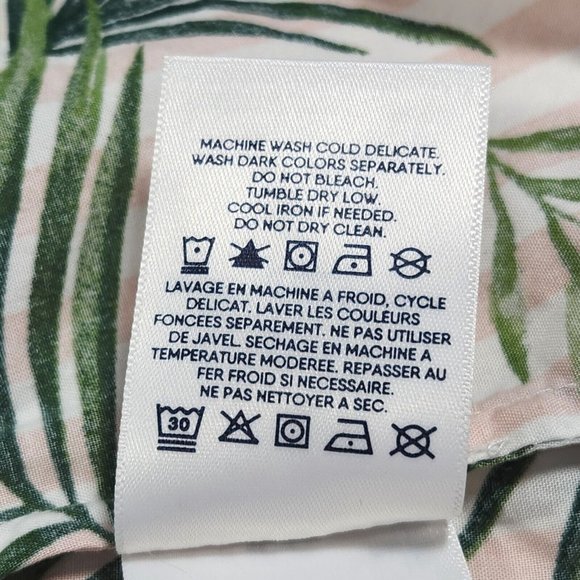 MACHINE WASH COLD DELICATE.
WASH DARK COLORS SEPARATELY.
DO NOT BLEACH.
TUMBLE DRY LOW.
COOL IRON IF NEEDED.
DO NOT DRY CLEAN.
LAVAGE EN MACHINE A FROID, CYCLE
DELICAT. LAVER LES COULEURS
FONCEES SEPAREMENT. NE PAS UTILISER
DE JAVEL. SECHAGE EN MACHINE A
TEMPERATURE MODEREE. REPASSER AU
FER FROID SI NECESSAIRE.
NE PAS NETTOYER A SEC.
30